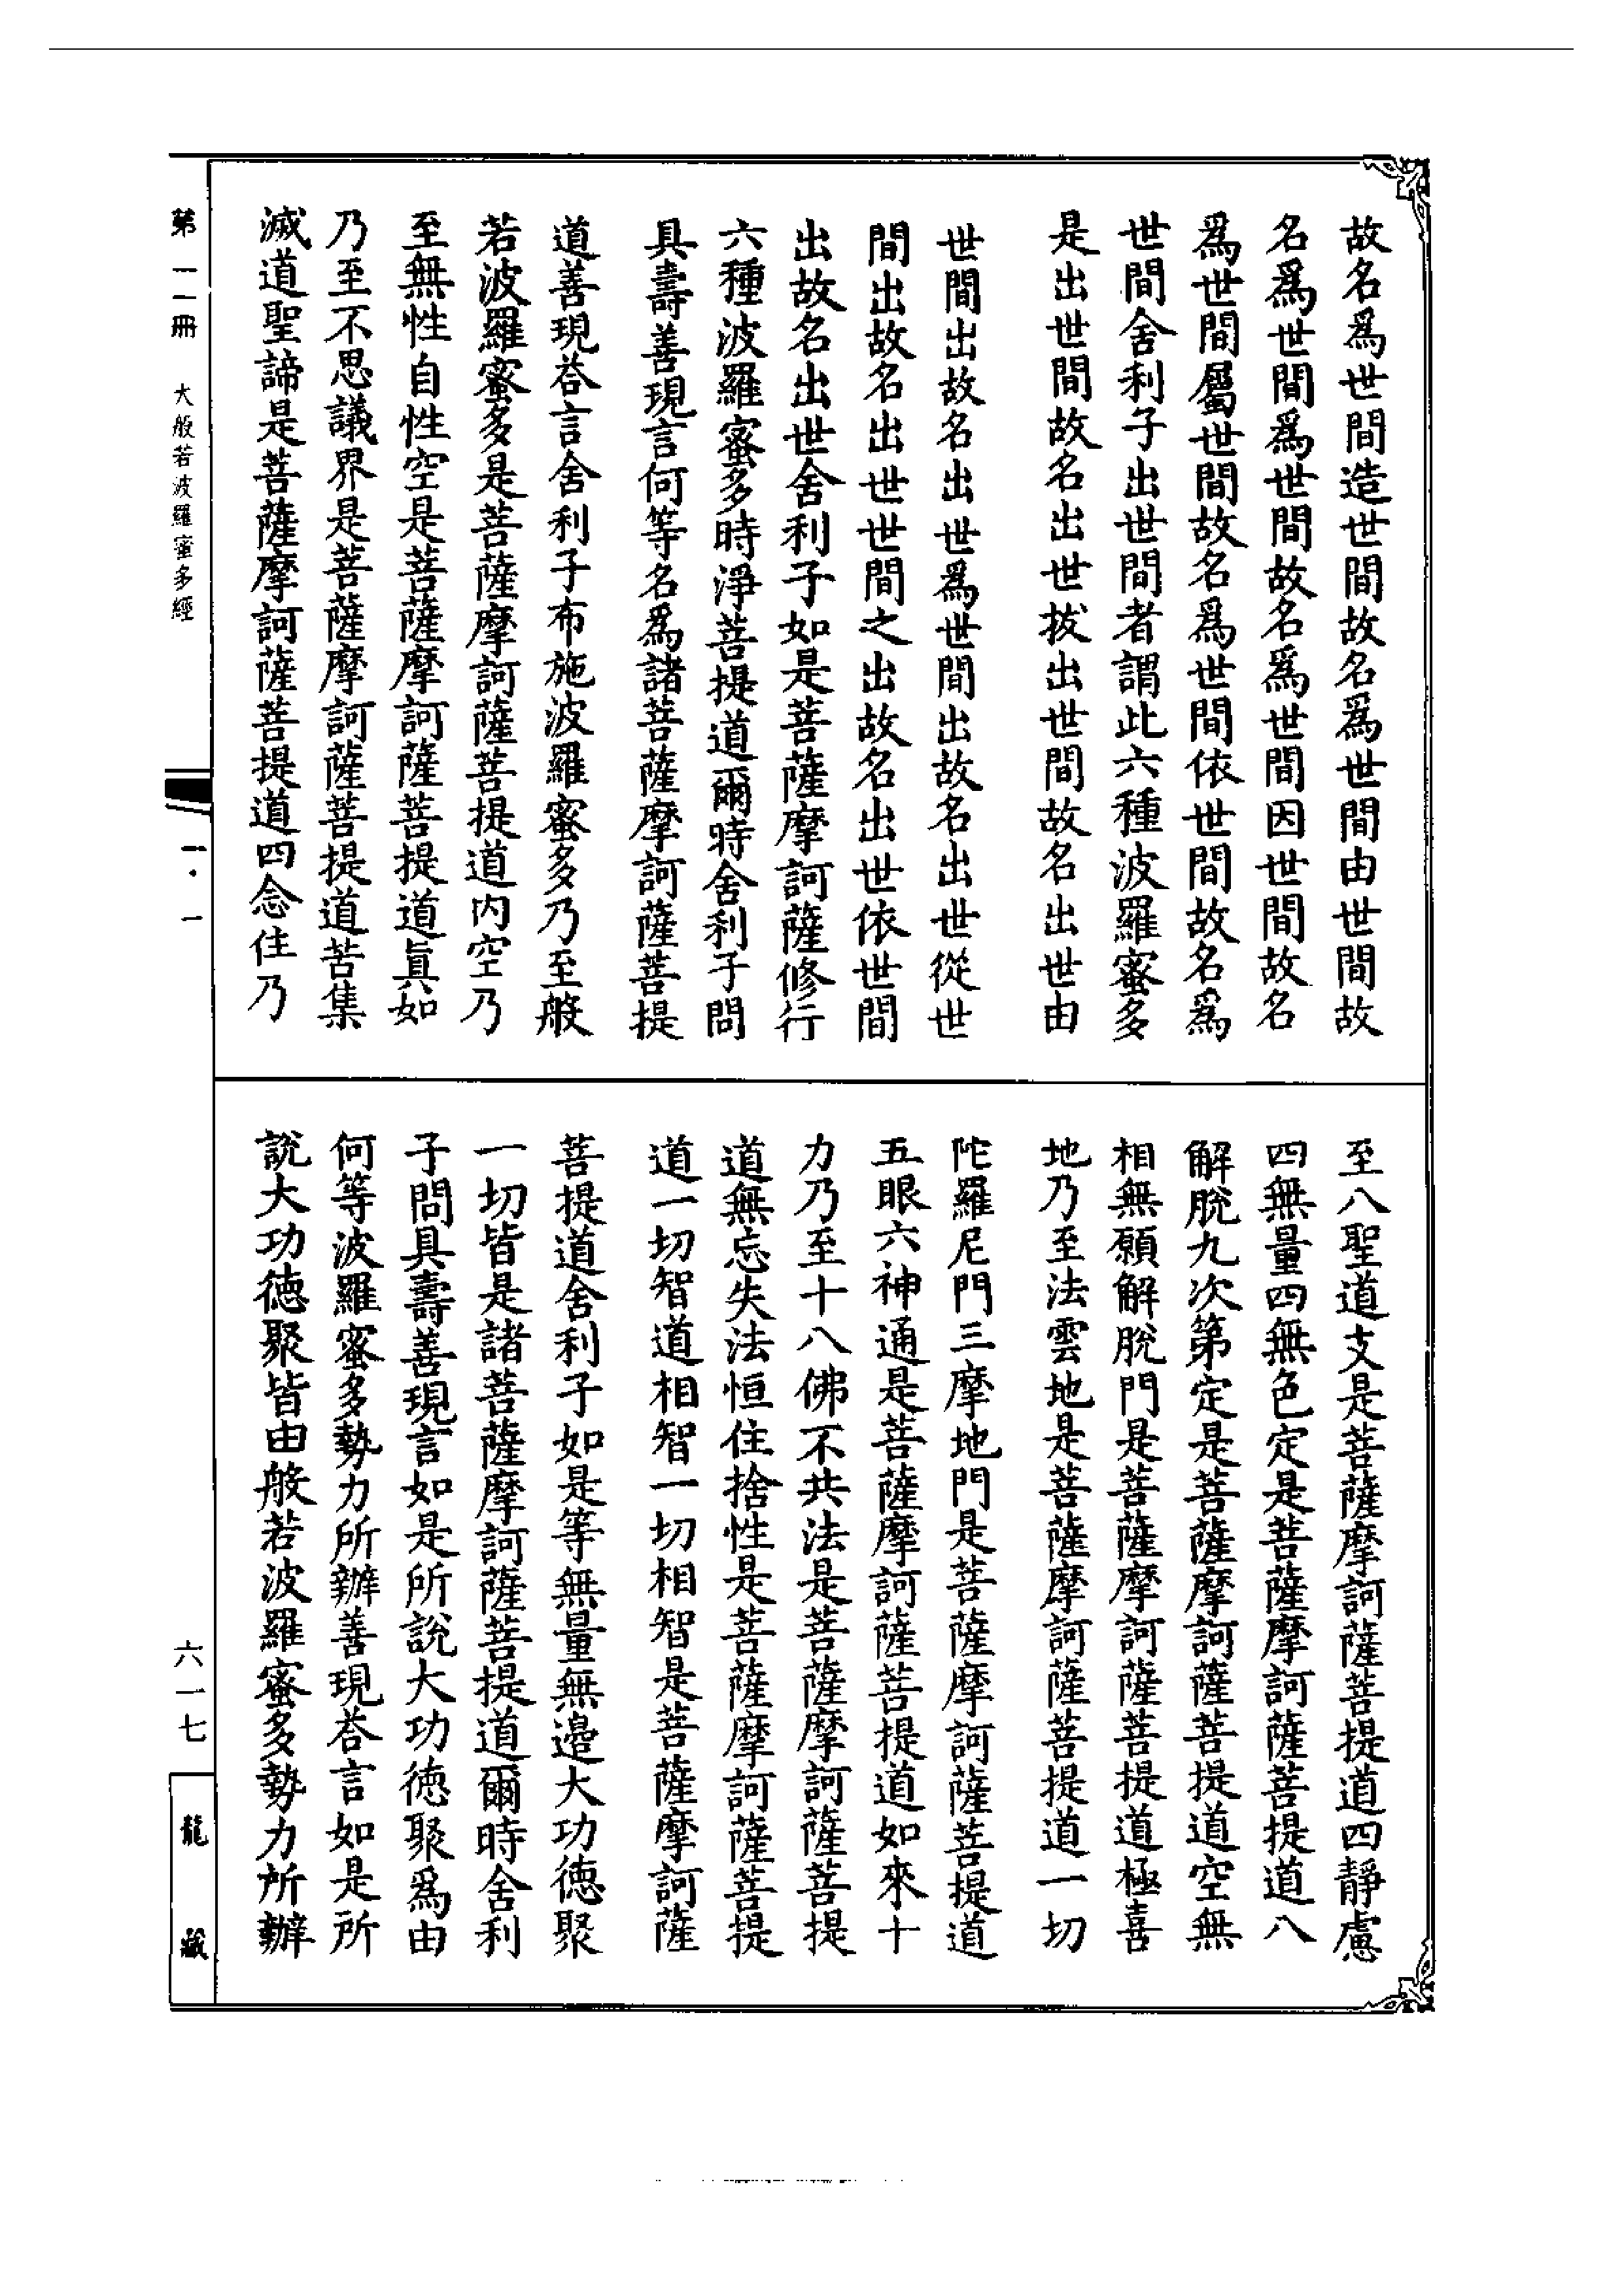 故名爲世間造世間故名爲世間由世間故
名爲世間爲世間故名爲世間因世間故名
爲世間屬世間故名爲世間依世間故名爲
世間舍利子出世間者謂此六種波羅蜜多
是出世間故名出世拔出世間故名出世由
世間出故名出世爲世間出故名出世從世
間出故名出世世間之出故名出世依世間
出故名出世舍利子如是菩薩摩訶薩修行
六種波羅蜜多時淨菩提道爾時舍利子問
具壽善現言何等名爲諸菩薩摩訶薩菩提
道善現荅言舍利子布施波羅蜜多乃至般
若波羅蜜多是菩薩摩訶薩菩提道内空乃
至無性自性空是菩薩摩訶薩菩提道眞如
乃至不思議界是菩薩摩訶薩菩提道苦集
滅道聖諦是菩薩摩訶薩菩提道四念住乃
至八聖道支是菩薩摩訶薩菩提道四靜慮
四無量四無色定是菩薩摩訶薩菩提道八
解脫九次第定是菩薩摩訶薩菩提道空無
相無願解脫門是菩薩摩訶薩菩提道極喜
地乃至法雲地是菩薩摩訶薩菩提道一切
陀羅尼門三摩地門是菩薩摩訶薩菩提道
五眼六神通是菩薩摩訶薩菩提道如來十
力乃至十八佛不共法是菩薩摩訶薩菩提
道無忘失法恒住捨性是菩薩摩訶薩菩提
道一切智道相智一切相智是菩薩摩訶薩
菩提道舍利子如是等無量無邊大功德聚
一切皆是諸菩薩摩訶薩菩提道爾時舍利
子問具壽善現言如是所說大功德聚爲由
何等波羅蜜多勢力所辦善現荅言如是所
說大功德聚皆由般若波羅蜜多勢力所辦
第一一冊 大般若波羅蜜多經
一·一
六一七
龍藏